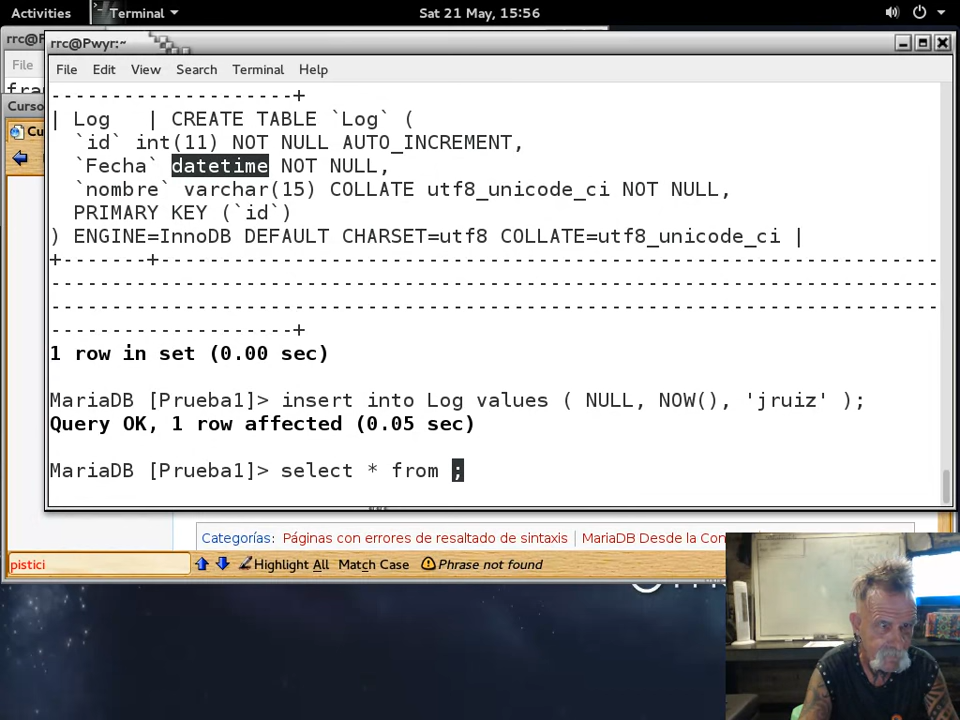 Activities Terminal Sat 21 May, 15:56
rrc@P
rrc@Pwyr:~
File
File Edit View Search Terminal Help
--------------------+
| Log   | CREATE TABLE `Log` (
`id` int(11) NOT NULL AUTO_INCREMENT,
`Fecha` datetime NOT NULL,
`nombre` varchar(15) COLLATE utf8_unicode_ci NOT NULL,
PRIMARY KEY (`id`)
) ENGINE=InnoDB DEFAULT CHARSET=utf8 COLLATE=utf8_unicode_ci |
+-------+----------------------------------------------------------------
-------------------------------------------------------------------------
-------------------------------------------------------------------------
--------------------+
1 row in set (0.00 sec)
MariaDB [Prueba1]> insert into Log values ( NULL, NOW(), 'jruiz' );
Query OK, 1 row affected (0.05 sec)
MariaDB [Prueba1]> select * from ;
Curso
Cu
Categorías: Páginas con errores de resaltado de sintaxis | MariaDB Desde la Con
pistici Highlight All Match Case Phrase not found